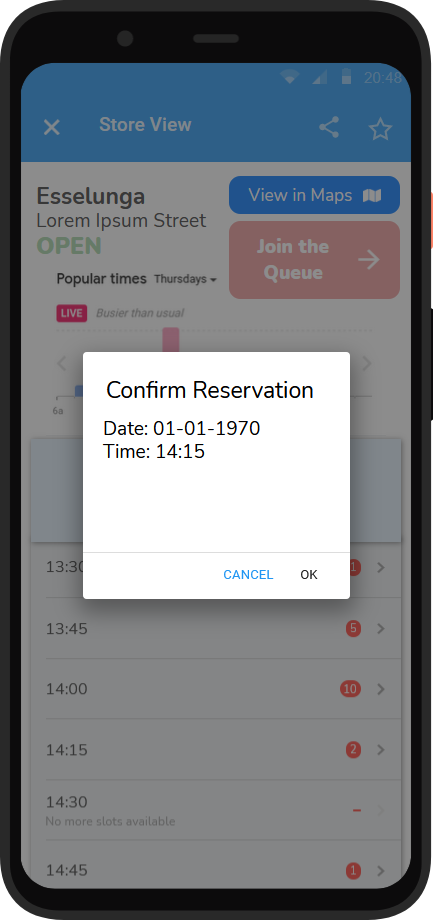 20:48
Store View
Esselunga
View in Maps
Lorem Ipsum Street
OPEN
Join the
Queue
Popular times Thursdays
LIVE Busier than usual
6a
Confirm Reservation
Date: 01-01-1970
Time: 14:15
CANCEL OK
13:30 1
13:45 5
14:00 10
14:15 2
14:30 –
No more slots available
14:45 1